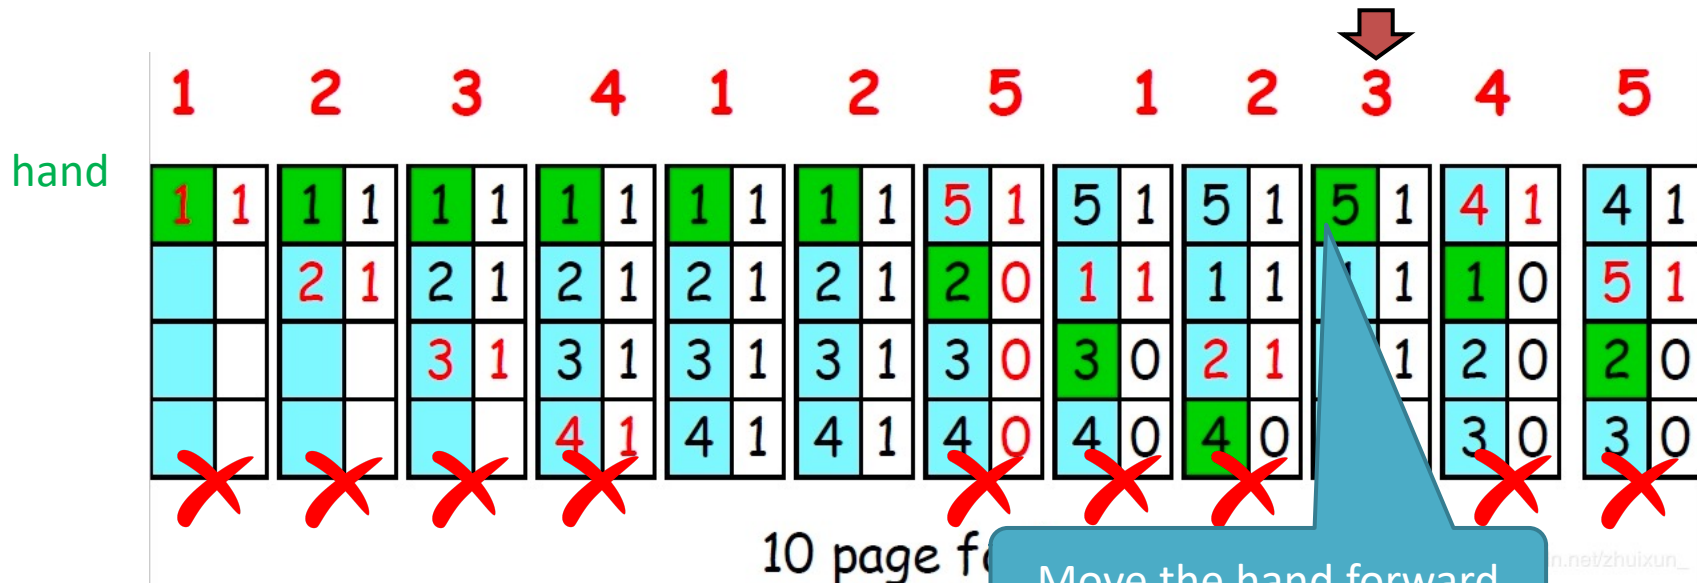 1 2 3 4 1 2 5 1 2 3 4 5
hand
1 1 1 1 1 1 1 1 1 1 1 1 5 1 5 1 5 1 5 1 4 1 4 1
2 1 2 1 2 1 2 1 2 1 2 0 1 1 1 1 1 1 0 5 1
3 1 3 1 3 1 3 1 3 0 3 0 2 1 1 2 0 2 0
4 1 4 1 4 1 4 0 4 0 4 0 3 0 3 0
10 page
Move the hand forward
n.net/zhuixun_